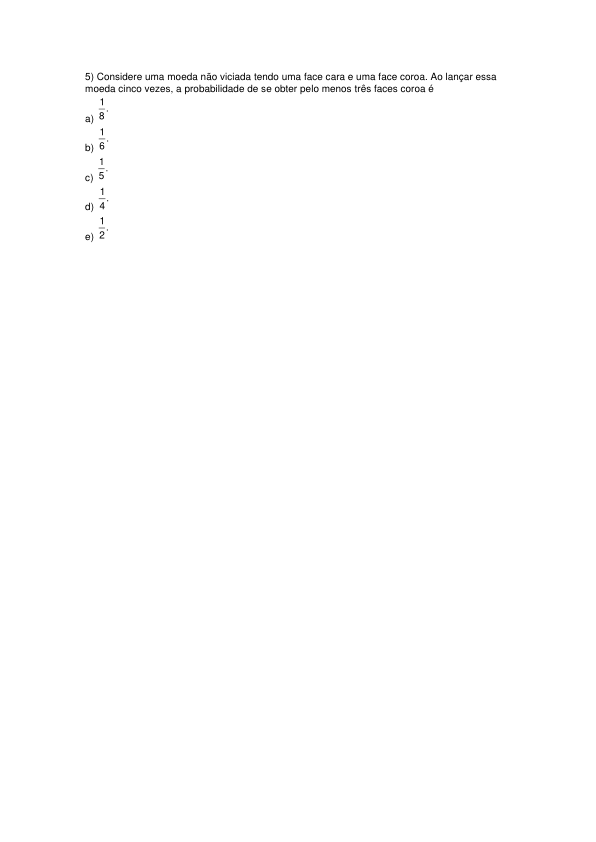 5) Considere uma moeda não viciada tendo uma face cara e uma face coroa. Ao lançar essa
moeda cinco vezes, a probabilidade de se obter pelo menos três faces coroa é
a) 1/8.
b) 1/6.
c) 1/5.
d) 1/4.
e) 1/2.